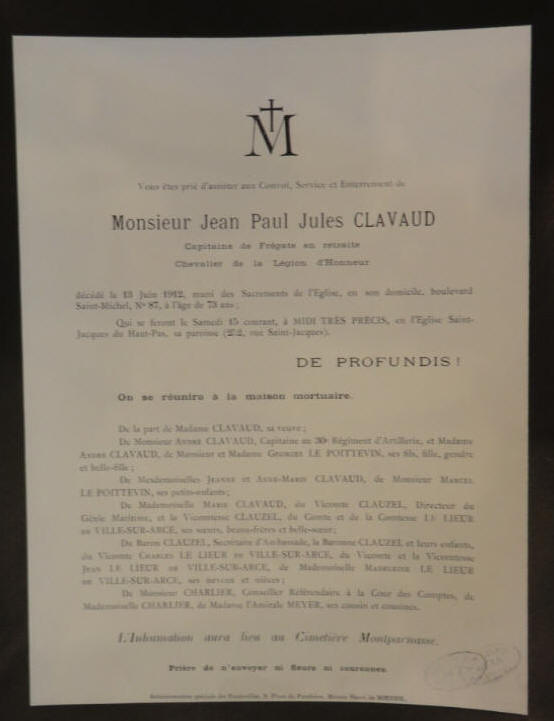 M
Vous êtes prié d'assister aux Convoi, Service et Enterrement de
Monsieur Jean Paul Jules CLAVAUD
Capitaine de Frégate en retraite
Chevalier de la Légion d'Honneur
décédé le 13 Juin 1912, muni des Sacrements de l'Église, en son domicile, boulevard
Saint-Michel, N° 87, à l'âge de 73 ans ;
Qui se feront le Samedi 15 courant, à MIDI TRÈS PRÉCIS, en l'Église Saint-
Jacques du Haut-Pas, sa paroisse (252, rue Saint-Jacques).
DE PROFUNDIS !
On se réunira à la maison mortuaire.
De la part de Madame CLAVAUD, sa veuve ;
De Monsieur André CLAVAUD, Capitaine au 30e Régiment d'Artillerie, et Madame
André CLAVAUD, de Monsieur et Madame Georges LE POITTEVIN, ses fils, fille, gendre
et belle-fille ;
De Mesdemoiselles Jeanne et Anne-Marie CLAVAUD, de Monsieur Marcel
LE POITTEVIN, ses petits-enfants ;
De Mademoiselle Marie CLAVAUD, du Vicomte CLAUZEL, Directeur du
Génie Maritime, et la Vicomtesse CLAUZEL, du Comte et de la Comtesse LE LIEUR
de VILLE-SUR-ARCE, ses sœurs, beaux-frères et belle-sœur ;
Du Baron CLAUZEL, Secrétaire d'Ambassade, la Baronne CLAUZEL et leurs enfants,
du Vicomte Charles LE LIEUR de VILLE-SUR-ARCE, du Vicomte et la Vicomtesse
Jean LE LIEUR de VILLE-SUR-ARCE, de Mademoiselle Madeleine LE LIEUR
de VILLE-SUR-ARCE, ses neveux et nièces ;
De Monsieur CHARLIER, Conseiller Référendaire à la Cour des Comptes, de
Mademoiselle CHARLIER, de Madame l'Amirale MEYER, ses cousin et cousines.
L'Inhumation aura lieu au Cimetière Montparnasse.
Prière de n'envoyer ni fleurs ni couronnes.
Administration spéciale des Funérailles, 2, Place du Panthéon, Maison Henri de